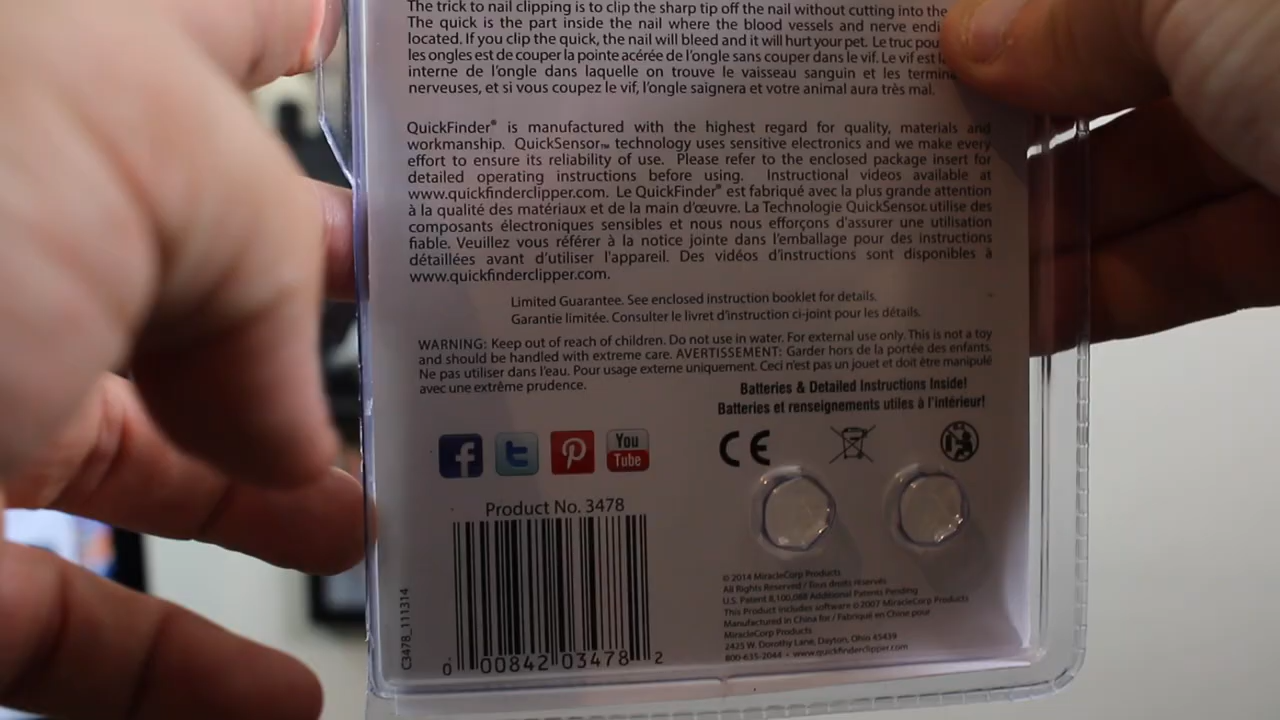 The trick to nail clipping is to clip the sharp tip off the nail without cutting into the
The quick is the part inside the nail where the blood vessels and nerve endi
located. If you clip the quick, the nail will bleed and it will hurt your pet. Le truc pou
les ongles est de couper la pointe acérée de l'ongle sans couper dans le vif. Le vif est l
interne de l'ongle dans laquelle on trouve le vaisseau sanguin et les termin
nerveuses, et si vous coupez le vif, l'ongle saignera et votre animal aura très mal.
QuickFinder® is manufactured with the highest regard for quality, materials and
workmanship. QuickSensor™ technology uses sensitive electronics and we make every
effort to ensure its reliability of use. Please refer to the enclosed package insert for
detailed operating instructions before using. Instructional videos available at
www.quickfinderclipper.com. Le QuickFinder® est fabriqué avec la plus grande attention
à la qualité des matériaux et de la main d'œuvre. La Technologie QuickSensor utilise des
composants électroniques sensibles et nous nous efforçons d'assurer une utilisation
fiable. Veuillez vous référer à la notice jointe dans l'emballage pour des instructions
détaillées avant d'utiliser l'appareil. Des vidéos d'instructions sont disponibles à
www.quickfinderclipper.com.
Limited Guarantee. See enclosed instruction booklet for details.
Garantie limitée. Consulter le livret d'instruction ci-joint pour les détails.
WARNING: Keep out of reach of children. Do not use in water. For external use only. This is not a toy
and should be handled with extreme care. AVERTISSEMENT: Garder hors de la portée des enfants.
Ne pas utiliser dans l'eau. Pour usage externe uniquement. Ceci n'est pas un jouet et doit être manipulé
avec une extrême prudence.
Batteries & Detailed Instructions Inside!
Batteries et renseignements utiles à l'intérieur!
You
Tube
CE
Product No. 3478
C3478_111314
0 00842 03478 2
© 2014 MiracleCorp Products
All Rights Reserved / Tous droits réservés
U.S. Patent 8,100,088 Additional Patents Pending
This Product includes software ©2007 MiracleCorp Products
Manufactured in China for / Fabriqué en Chine pour
MiracleCorp Products
2425 W. Dorothy Lane, Dayton, Ohio 45439
800-635-2044 • www.quickfinderclipper.com